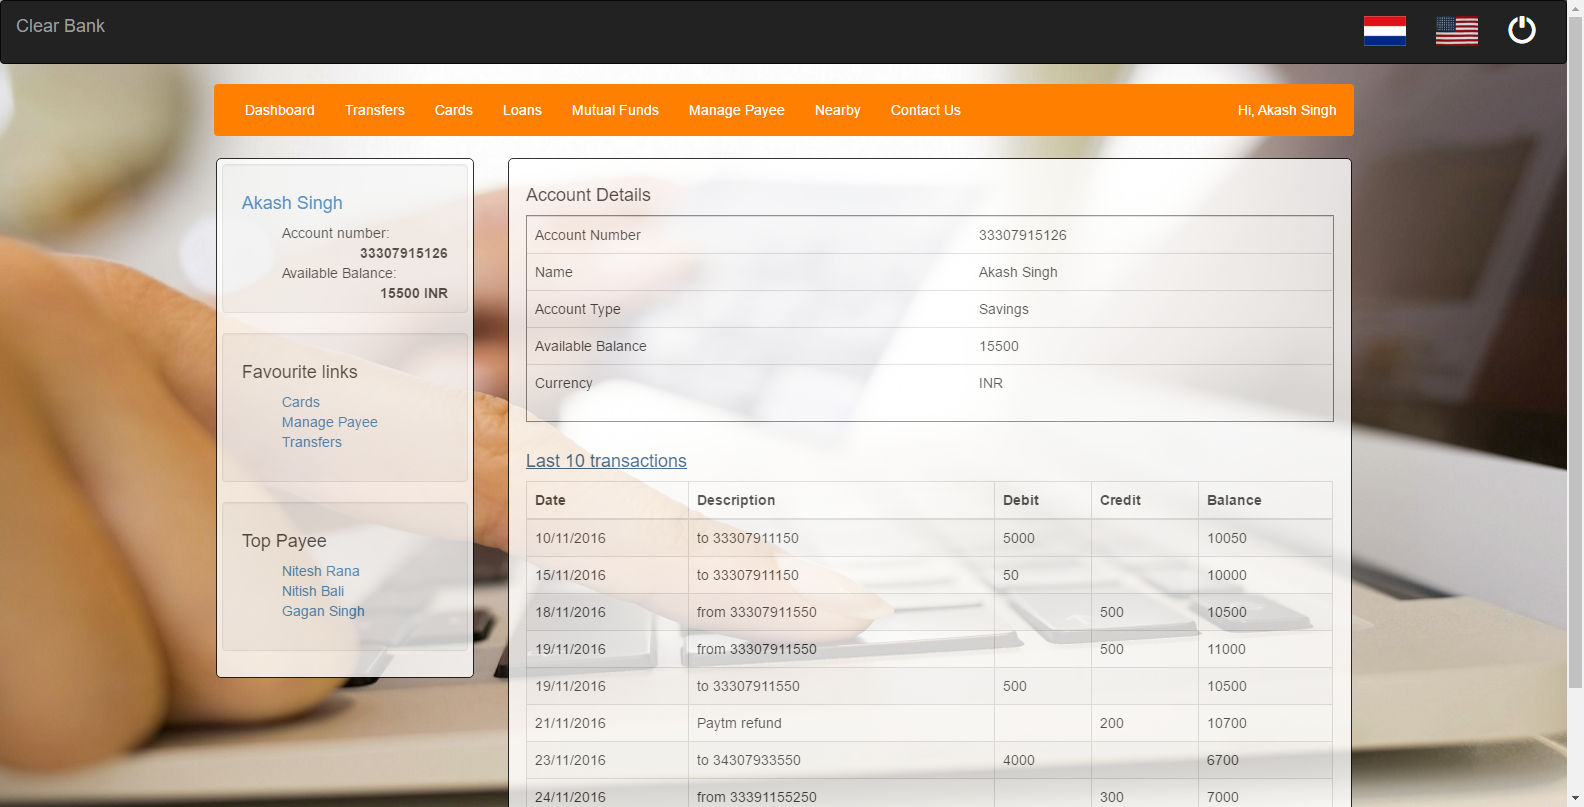 Clear Bank
Dashboard Transfers Cards Loans Mutual Funds Manage Payee Nearby Contact Us Hi, Akash Singh
Akash Singh
Account number:
33307915126
Available Balance:
15500 INR
Favourite links
Cards
Manage Payee
Transfers
Top Payee
Nitesh Rana
Nitish Bali
Gagan Singh
Account Details
Account Number 33307915126
Name Akash Singh
Account Type Savings
Available Balance 15500
Currency INR
Last 10 transactions
Date Description Debit Credit Balance
10/11/2016 to 33307911150 5000 10050
15/11/2016 to 33307911150 50 10000
18/11/2016 from 33307911550 500 10500
19/11/2016 from 33307911550 500 11000
19/11/2016 to 33307911550 500 10500
21/11/2016 Paytm refund 200 10700
23/11/2016 to 34307933550 4000 6700
24/11/2016 from 33391155250 300 7000